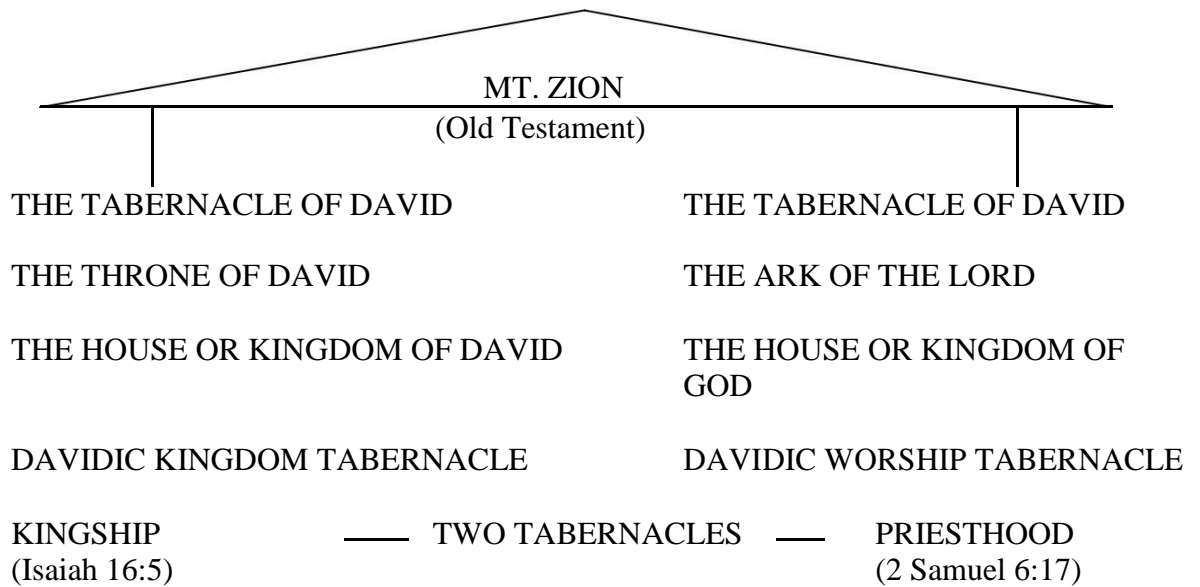 MT. ZION
(Old Testament)
THE TABERNACLE OF DAVID THE TABERNACLE OF DAVID
THE THRONE OF DAVID THE ARK OF THE LORD
THE HOUSE OR KINGDOM OF DAVID THE HOUSE OR KINGDOM OF
GOD
DAVIDIC KINGDOM TABERNACLE DAVIDIC WORSHIP TABERNACLE
KINGSHIP —— TWO TABERNACLES —— PRIESTHOOD
(Isaiah 16:5) (2 Samuel 6:17)